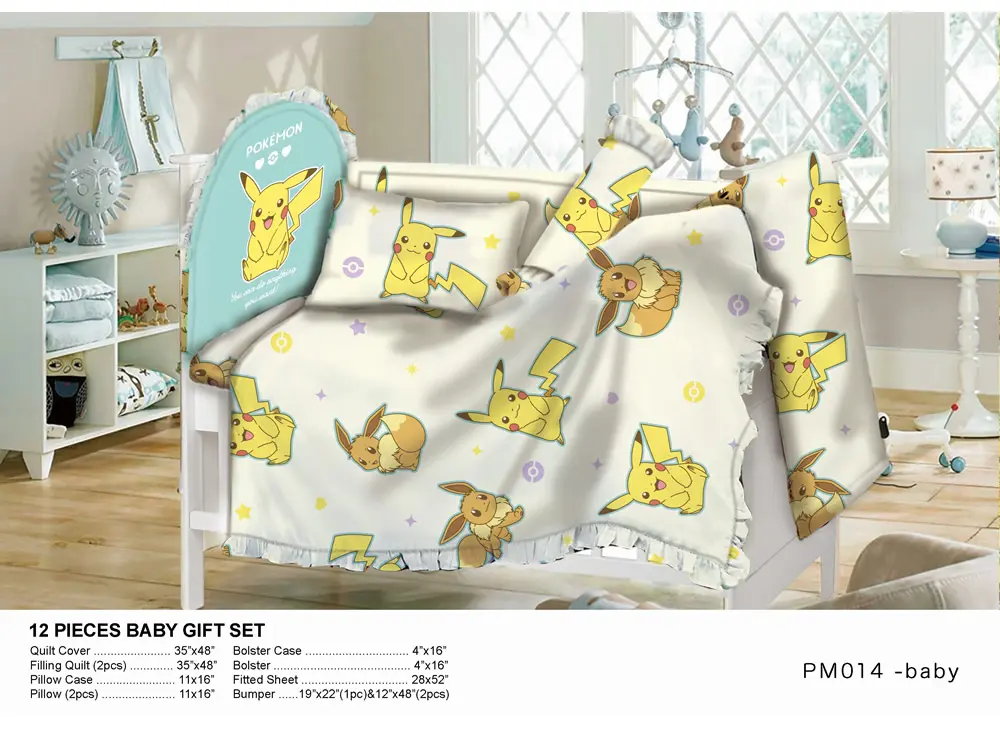 POKÉMON
You can do anything
you want!
12 PIECES BABY GIFT SET
Quilt Cover ....................... 35"x48"
Filling Quilt (2pcs) ............. 35"x48"
Pillow Case ..................... 11x16"
Pillow (2pcs) ...................... 11x16"
Bolster Case ............................... 4"x16"
Bolster ......................................... 4"x16"
Fitted Sheet ................................ 28x52"
Bumper ......19"x22"(1pc)&12"x48"(2pcs)
PM014 -baby